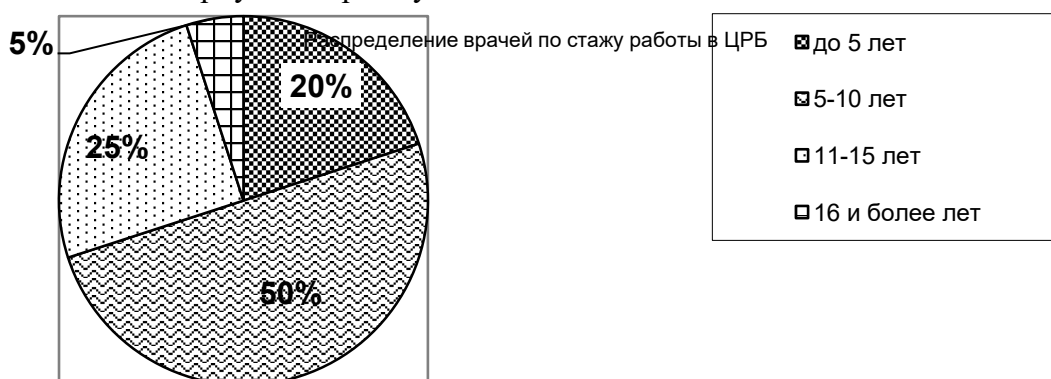 5%
Распределение врачей по стажу работы в ЦРБ
20%
25%
50%
до 5 лет
5-10 лет
11-15 лет
16 и более лет